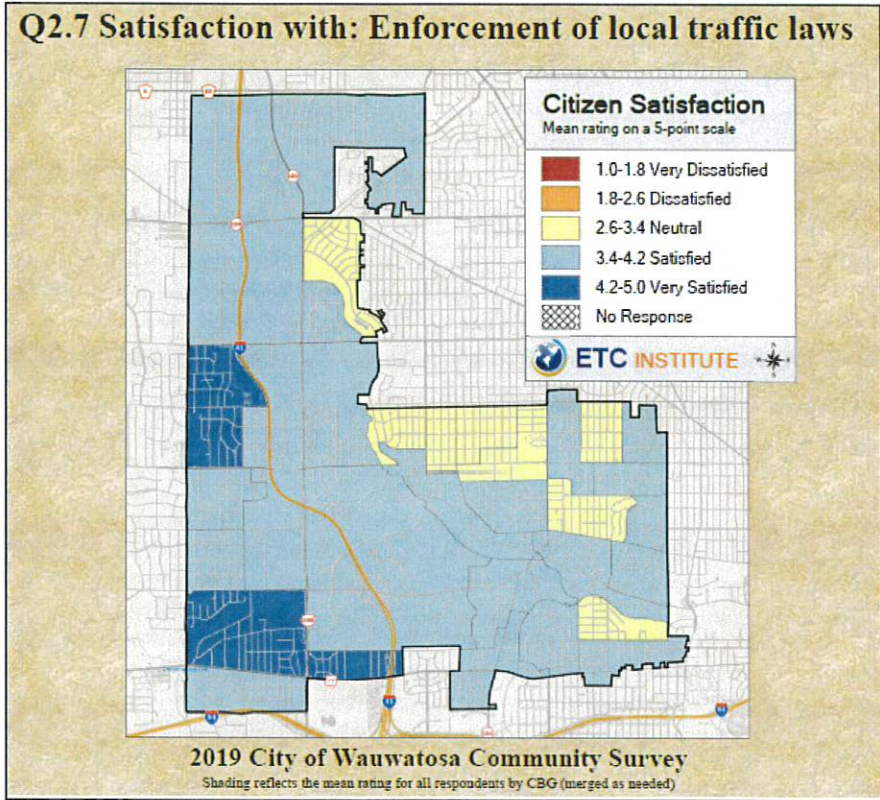 Q2.7 Satisfaction with: Enforcement of local traffic laws
Citizen Satisfaction
Mean rating on a 5-point scale
1.0-1.8 Very Dissatisfied
1.8-2.6 Dissatisfied
2.6-3.4 Neutral
3.4-4.2 Satisfied
4.2-5.0 Very Satisfied
No Response
ETC INSTITUTE
2019 City of Wauwatosa Community Survey
Shading reflects the mean rating for all respondents by CBG (merged as needed)